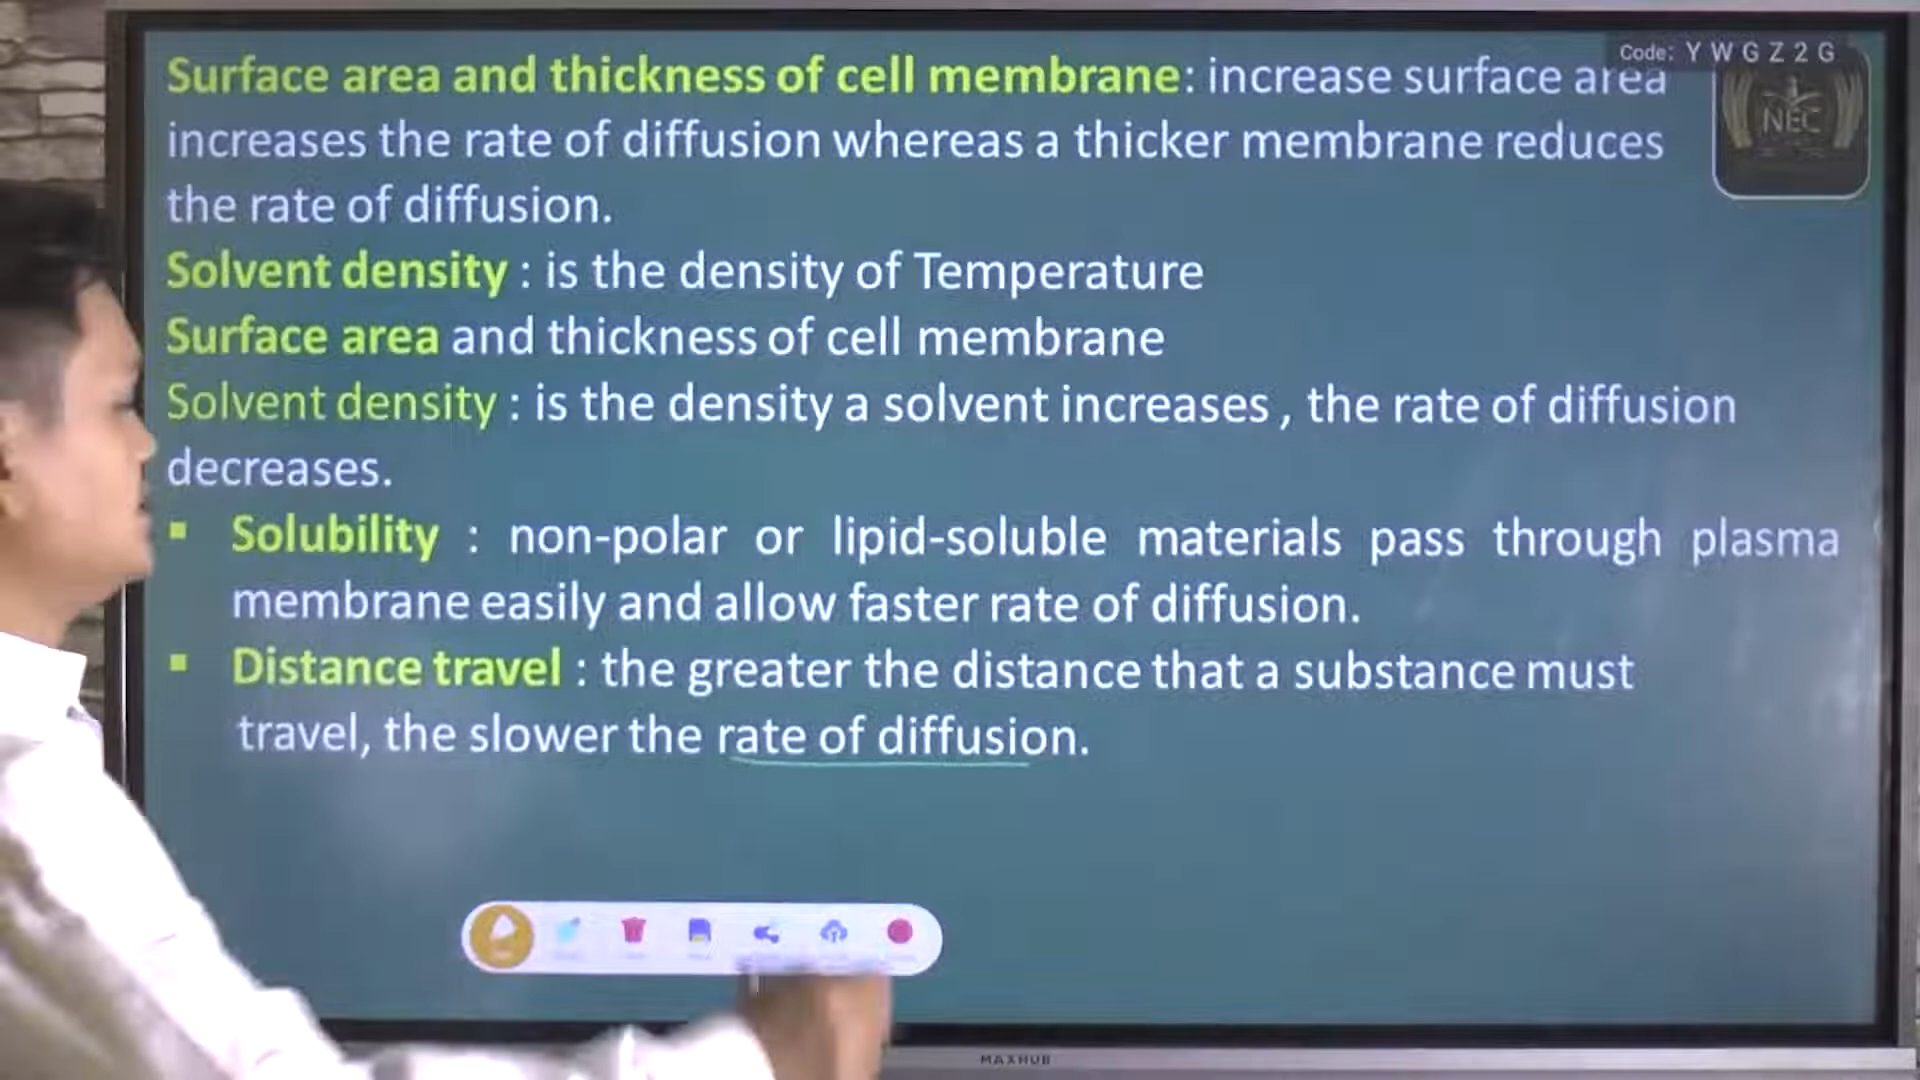 Code: Y W G Z 2 G
Surface area and thickness of cell membrane: increase surface area
increases the rate of diffusion whereas a thicker membrane reduces
the rate of diffusion.
NEC
Solvent density : is the density of Temperature
Surface area and thickness of cell membrane
Solvent density : is the density a solvent increases , the rate of diffusion
decreases.
▪ Solubility : non-polar or lipid-soluble materials pass through plasma
membrane easily and allow faster rate of diffusion.
▪ Distance travel : the greater the distance that a substance must
travel, the slower the rate of diffusion.
MAXHUB